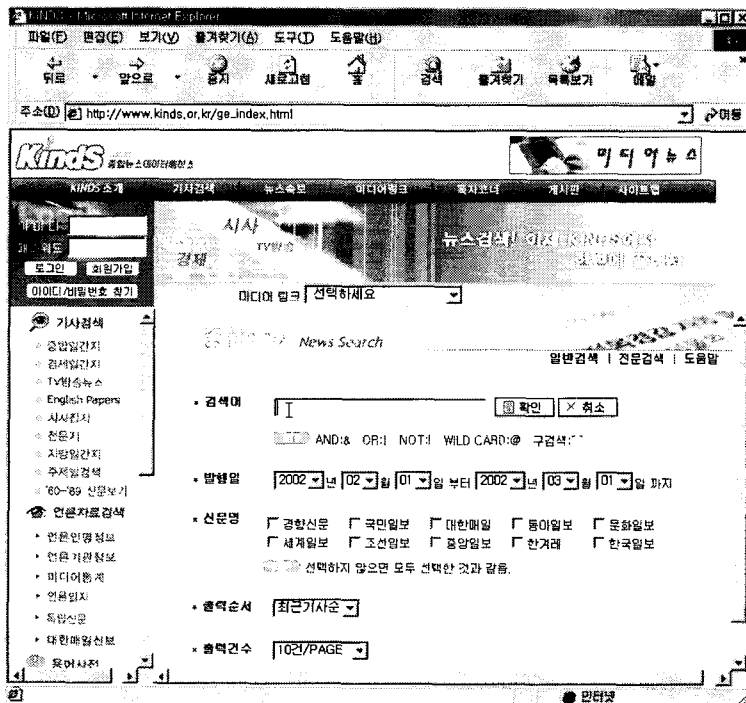 KINDS - Microsoft Internet Explorer
파일(F) 편집(E) 보기(V) 즐겨찾기(A) 도구(T) 도움말(H)
뒤로 앞으로 중지 새로고침 홈 검색 즐겨찾기 목록보기 메일
주소(D) http://www.kinds.or.kr/ge_index.html 이동
KINDS 종합뉴스데이터베이스
미디어뉴스
KINDS 소개 기사검색 뉴스속보 미디어링크 독자코너 게시판 사이트맵
시사
TV방송
경제
뉴스검색!
로그인 회원가입
아이디/비밀번호 찾기
미디어 링크 선택하세요
기사검색
종합일간지
경제일간지
TV방송뉴스
English Papers
시사잡지
전문지
지방일간지
주제별검색
'60~'69 신문보기
언론자료검색
언론인명정보
언론기관정보
미디어통계
언론일지
독립신문
대한매일신보
용어사전
News Search
일반검색 | 전문검색 | 도움말
검색어 확인 취소
AND:& OR:| NOT:! WILD CARD:@ 구검색:" "
발행일 2002 년 02 월 01 일 부터 2002 년 03 월 01 일 까지
신문명 경향신문 국민일보 대한매일 동아일보 문화일보
세계일보 조선일보 중앙일보 한겨레 한국일보
선택하지 않으면 모두 선택한 것과 같음.
출력순서 최근기사순
출력건수 10건/PAGE
인터넷